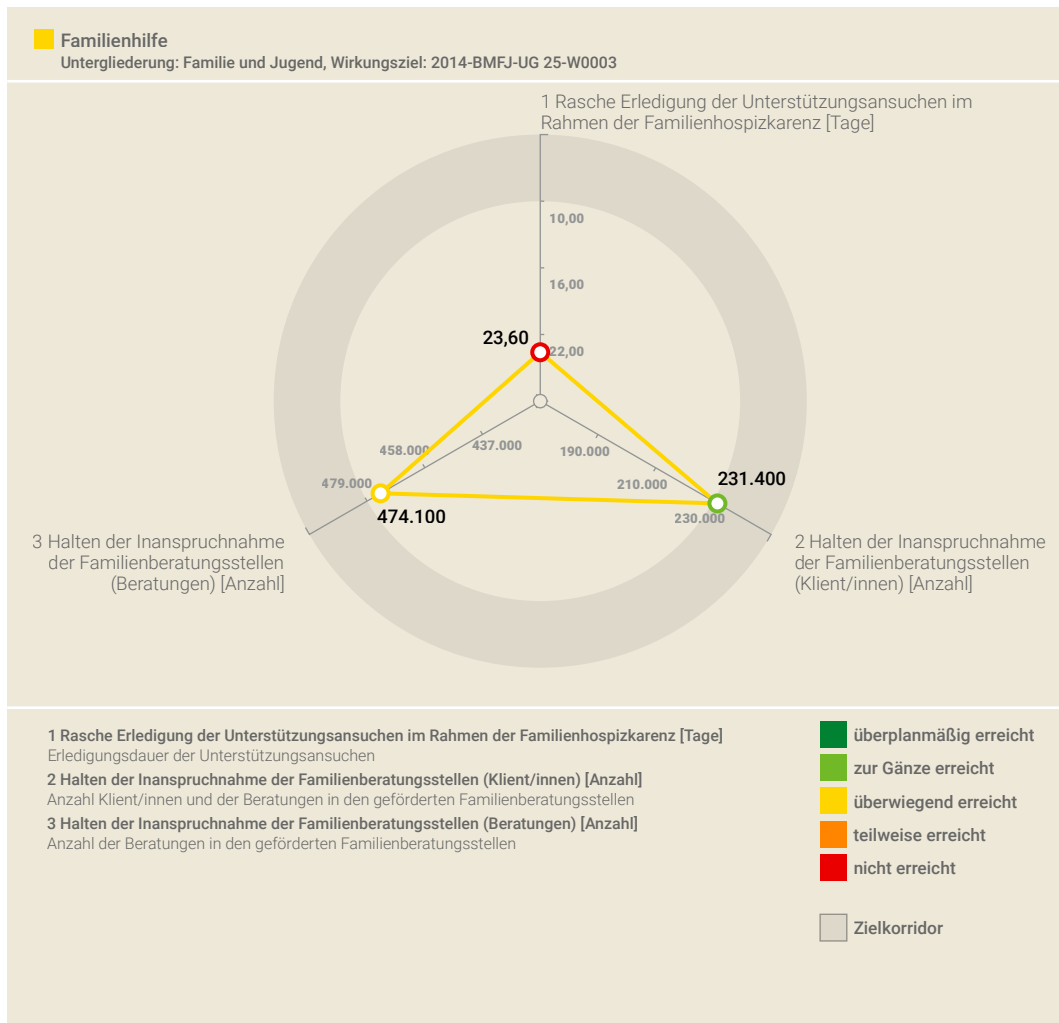 Familienhilfe
Untergliederung: Familie und Jugend, Wirkungsziel: 2014-BMFJ-UG 25-W0003
1 Rasche Erledigung der Unterstützungsansuchen im
Rahmen der Familienhospizkarenz [Tage]
10,00
16,00
23,60
22,00
437.000
458.000
479.000
474.100
190.000
210.000
230.000
231.400
3 Halten der Inanspruchnahme
der Familienberatungsstellen
(Beratungen) [Anzahl]
2 Halten der Inanspruchnahme
der Familienberatungsstellen
(Klient/innen) [Anzahl]
1 Rasche Erledigung der Unterstützungsansuchen im Rahmen der Familienhospizkarenz [Tage]
Erledigungsdauer der Unterstützungsansuchen
2 Halten der Inanspruchnahme der Familienberatungsstellen (Klient/innen) [Anzahl]
Anzahl Klient/innen und der Beratungen in den geförderten Familienberatungsstellen
3 Halten der Inanspruchnahme der Familienberatungsstellen (Beratungen) [Anzahl]
Anzahl der Beratungen in den geförderten Familienberatungsstellen
überplanmäßig erreicht
zur Gänze erreicht
überwiegend erreicht
teilweise erreicht
nicht erreicht
Zielkorridor